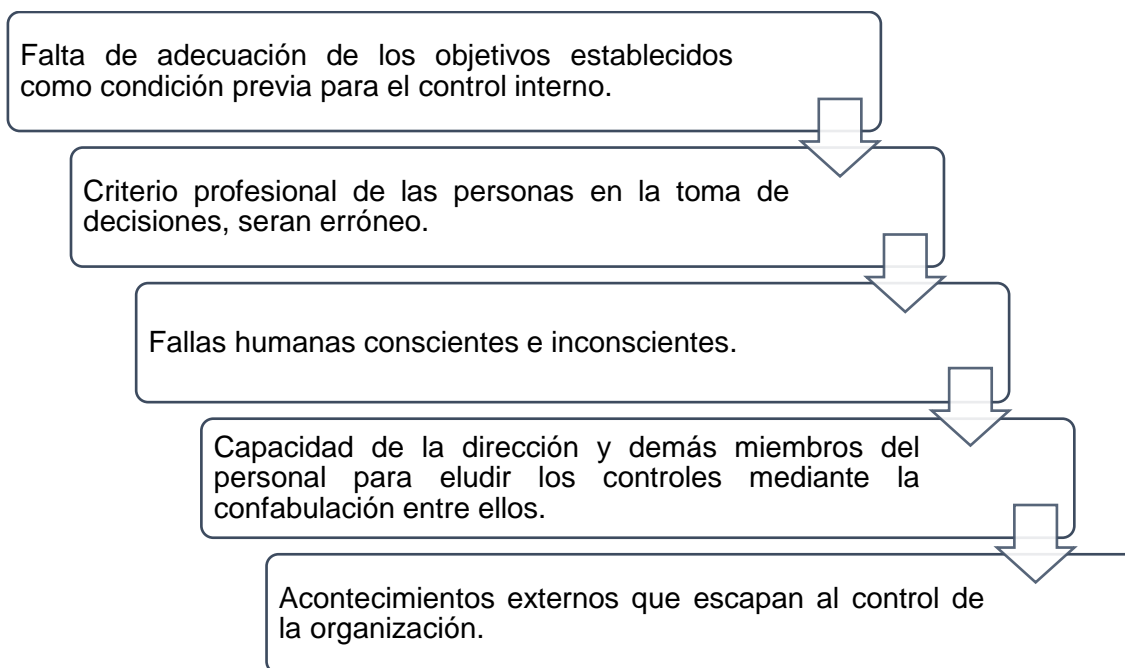 Falta de adecuación de los objetivos establecidos
como condición previa para el control interno.
Criterio profesional de las personas en la toma de
decisiones, seran erróneo.
Fallas humanas conscientes e inconscientes.
Capacidad de la dirección y demás miembros del
personal para eludir los controles mediante la
confabulación entre ellos.
Acontecimientos externos que escapan al control de
la organización.